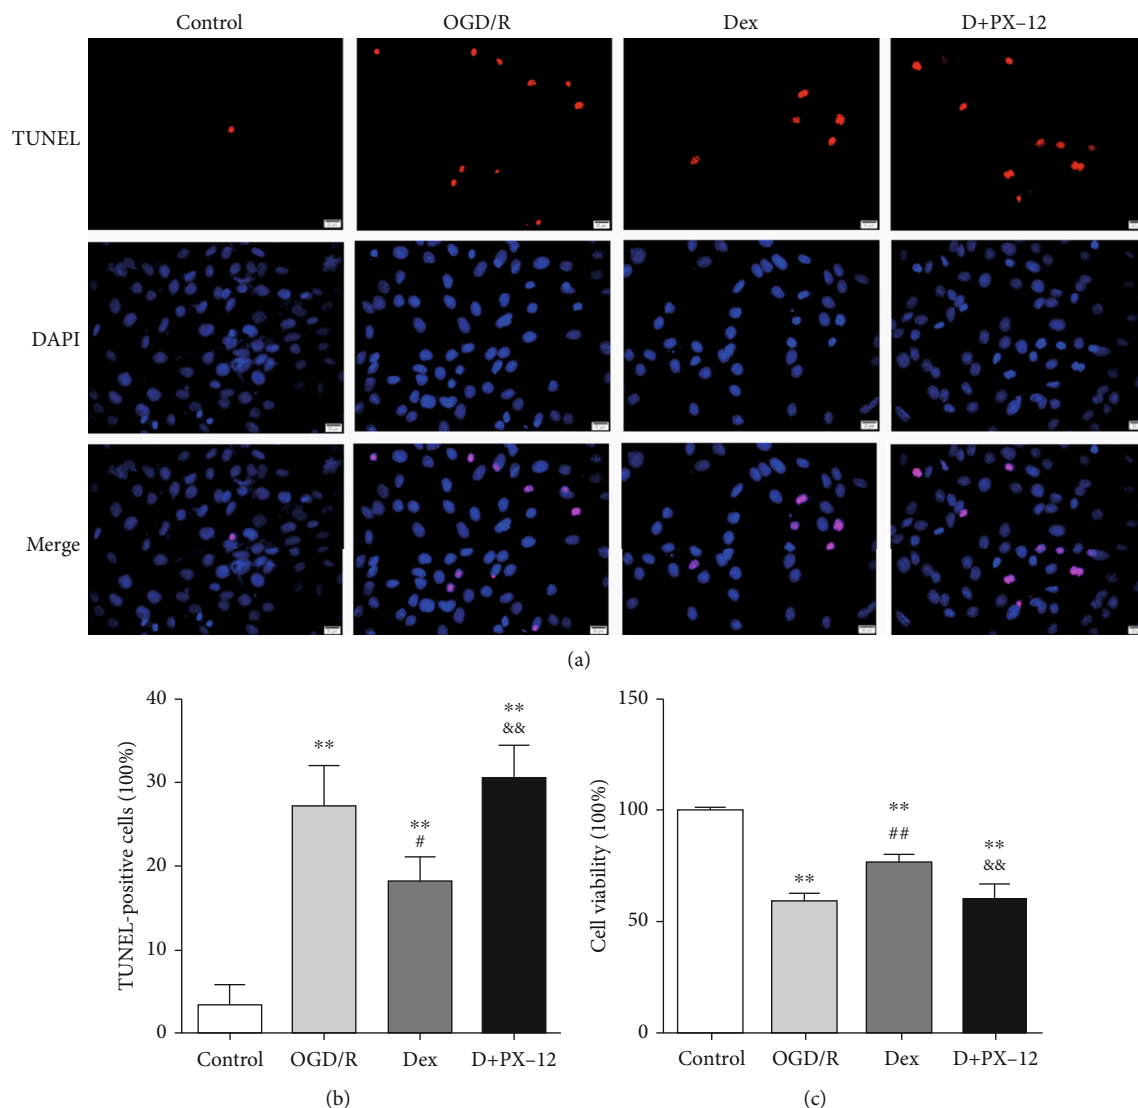 Control OGD/R Dex D+PX–12
TUNEL
DAPI
Merge
(a)
TUNEL-positive cells (100%)
40
30
20
10
0
**
**
#
**
&&
Control OGD/R Dex D+PX–12
(b)
Cell viability (100%)
150
100
50
0
**
**
##
**
&&
Control OGD/R Dex D+PX–12
(c)